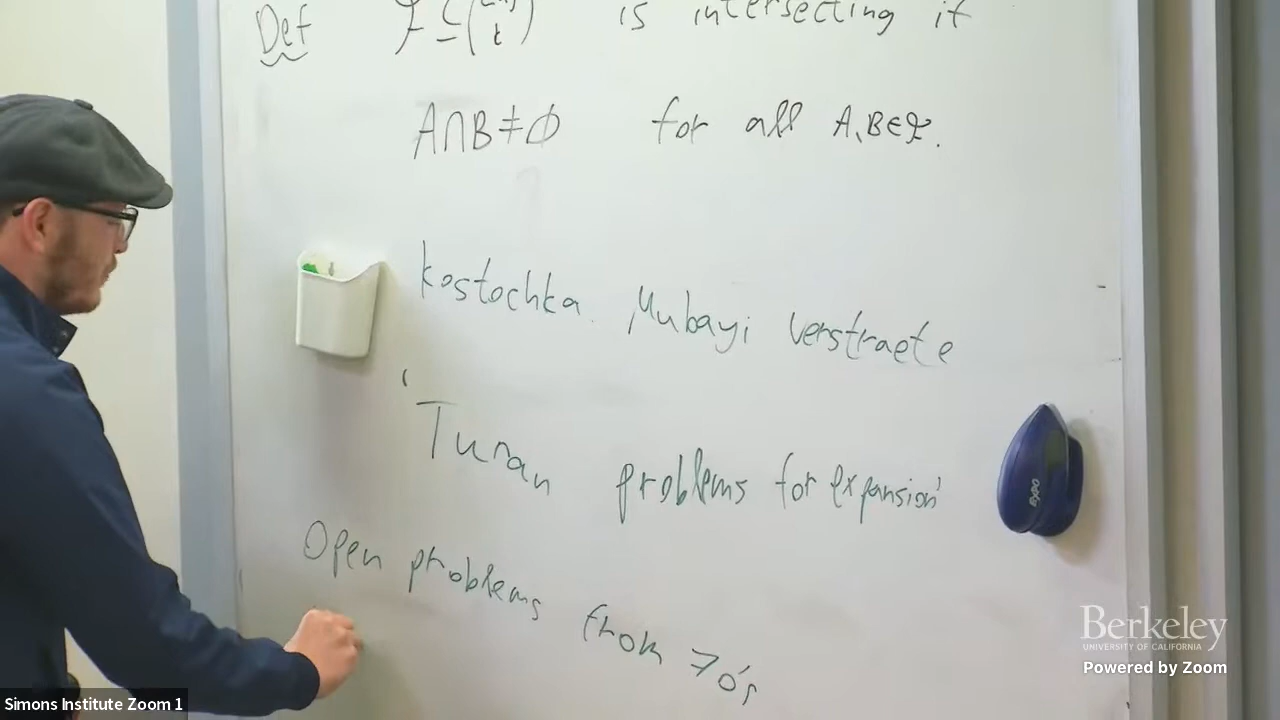 Def ℱ ⊆ ([n] t) is intersecting if
A∩B≠∅ for all A,B∈ℱ.
Kostochka. Mubayi Verstraete
'Turan problems for expansion'
Open problems from 70's
EXPO
Berkeley
UNIVERSITY OF CALIFORNIA
Powered by Zoom
Simons Institute Zoom 1